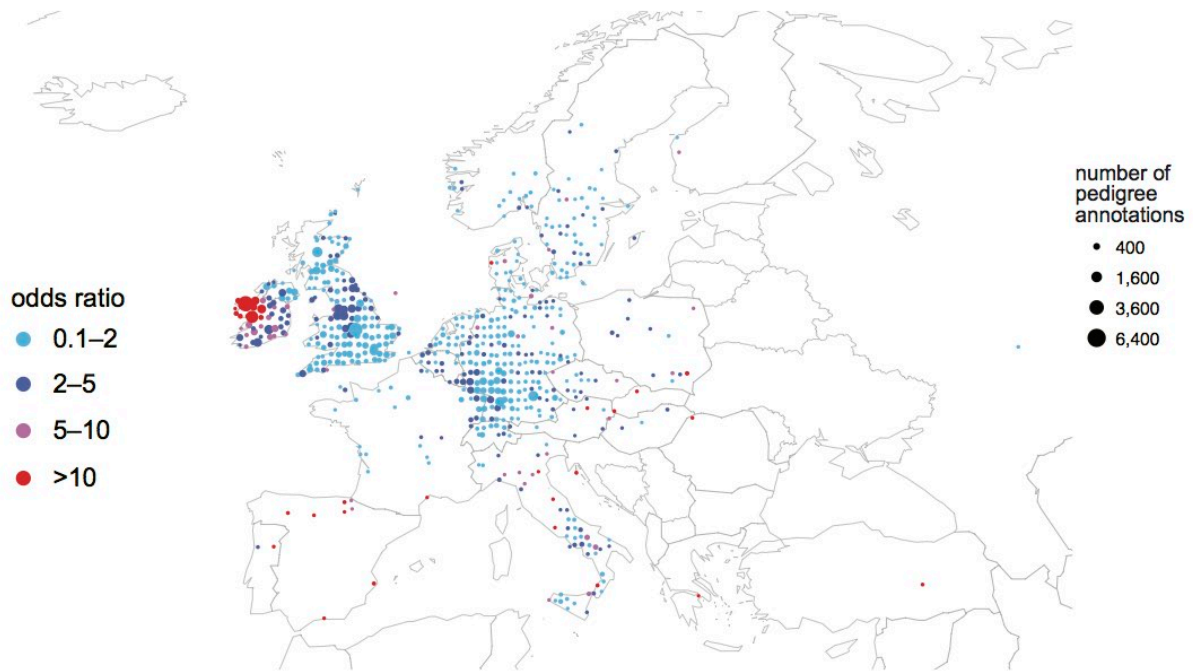 number of
pedigree
annotations
400
1,600
3,600
6,400
odds ratio
0.1–2
2–5
5–10
>10